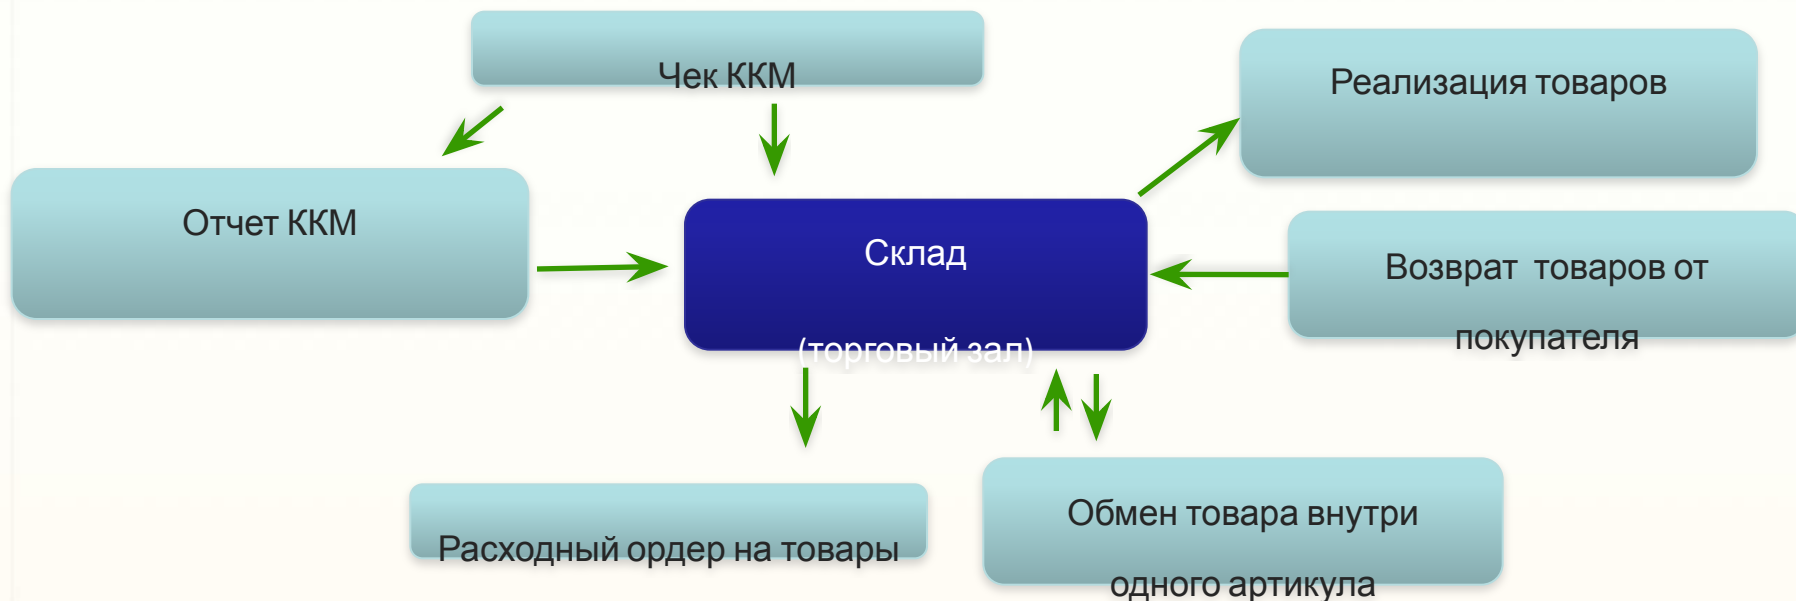 Чек ККМ
Реализация товаров
Отчет ККМ
Склад
(торговый зал)
Возврат товаров от
покупателя
Расходный ордер на товары
Обмен товара внутри
одного артикула